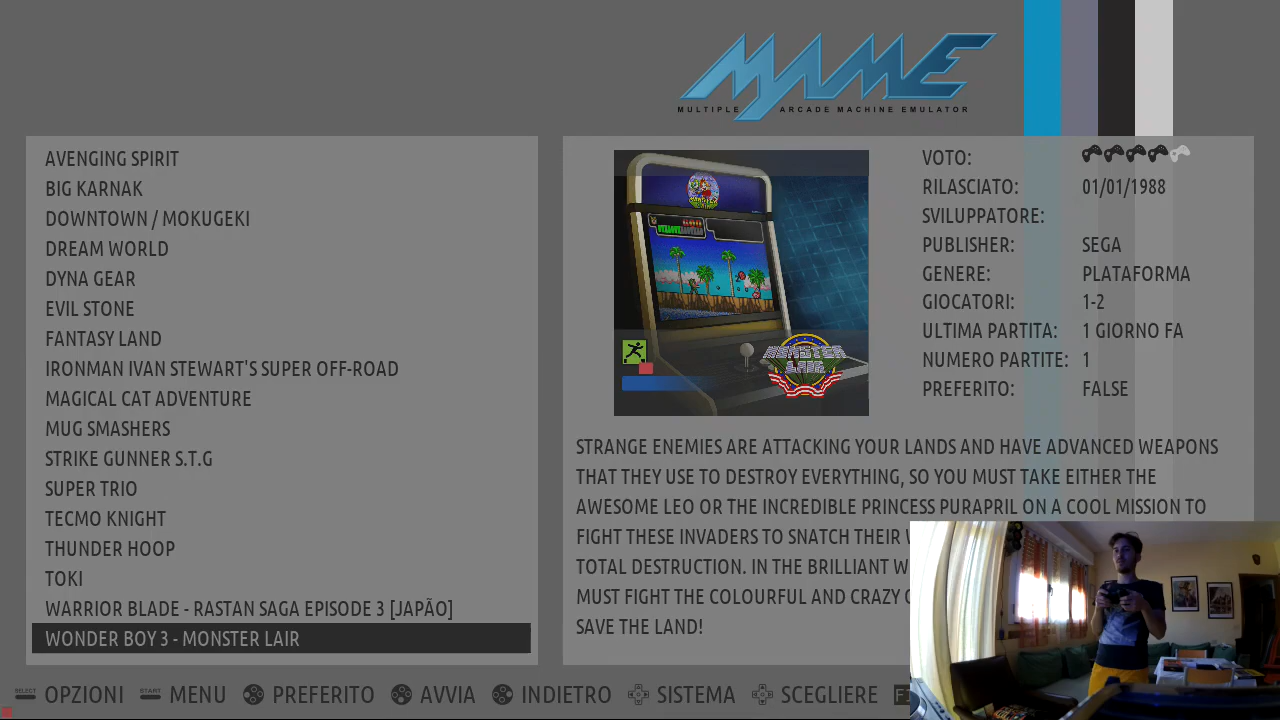 MAME
MULTIPLE ARCADE MACHINE EMULATOR
AVENGING SPIRIT
BIG KARNAK
DOWNTOWN / MOKUGEKI
DREAM WORLD
DYNA GEAR
EVIL STONE
FANTASY LAND
IRONMAN IVAN STEWART'S SUPER OFF-ROAD
MAGICAL CAT ADVENTURE
MUG SMASHERS
STRIKE GUNNER S.T.G
SUPER TRIO
TECMO KNIGHT
THUNDER HOOP
TOKI
WARRIOR BLADE - RASTAN SAGA EPISODE 3 [JAPÃO]
WONDER BOY 3 - MONSTER LAIR
MONSTER
LAIR
VOTO:
RILASCIATO: 01/01/1988
SVILUPPATORE:
PUBLISHER: SEGA
GENERE: PLATAFORMA
GIOCATORI: 1-2
ULTIMA PARTITA: 1 GIORNO FA
NUMERO PARTITE: 1
PREFERITO: FALSE
STRANGE ENEMIES ARE ATTACKING YOUR LANDS AND HAVE ADVANCED WEAPONS
THAT THEY USE TO DESTROY EVERYTHING, SO YOU MUST TAKE EITHER THE
AWESOME LEO OR THE INCREDIBLE PRINCESS PURAPRIL ON A COOL MISSION TO
FIGHT THESE INVADERS TO SNATCH THEIR
TOTAL DESTRUCTION. IN THE BRILLIANT
MUST FIGHT THE COLOURFUL AND CRAZY
SAVE THE LAND!
SELECT OPZIONI START MENU PREFERITO AVVIA INDIETRO SISTEMA SCEGLIERE